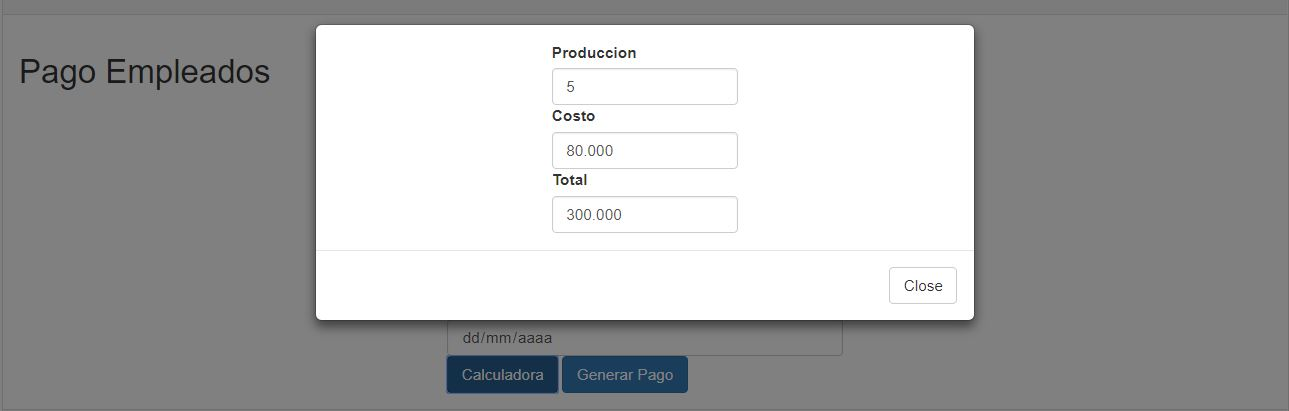 Pago Empleados
Produccion
5
Costo
80.000
Total
300.000
Close
dd/mm/aaaa
Calculadora
Generar Pago